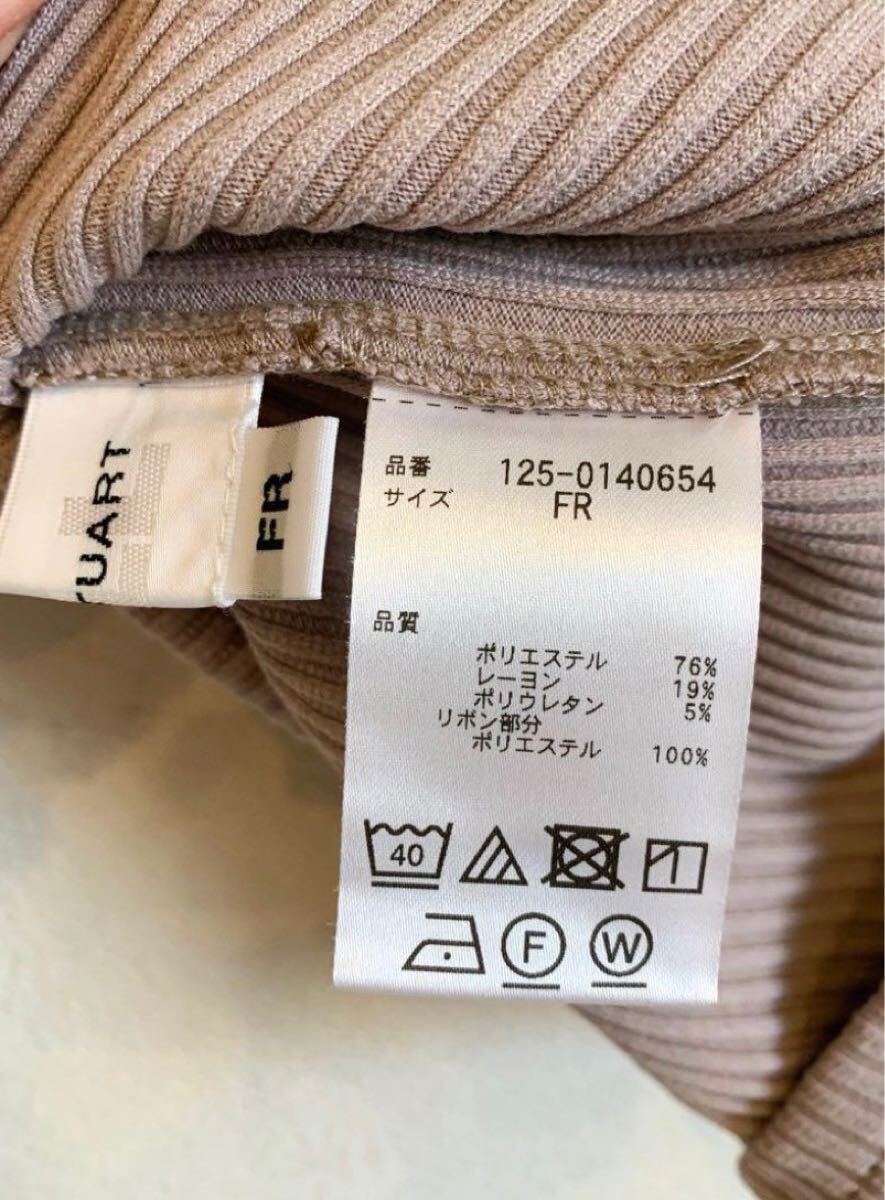 TUART
FR
品番 125-0140654
サイズ FR
品質
ポリエステル 76%
レーヨン 19%
ポリウレタン 5%
リボン部分
ポリエステル 100%
40
F W